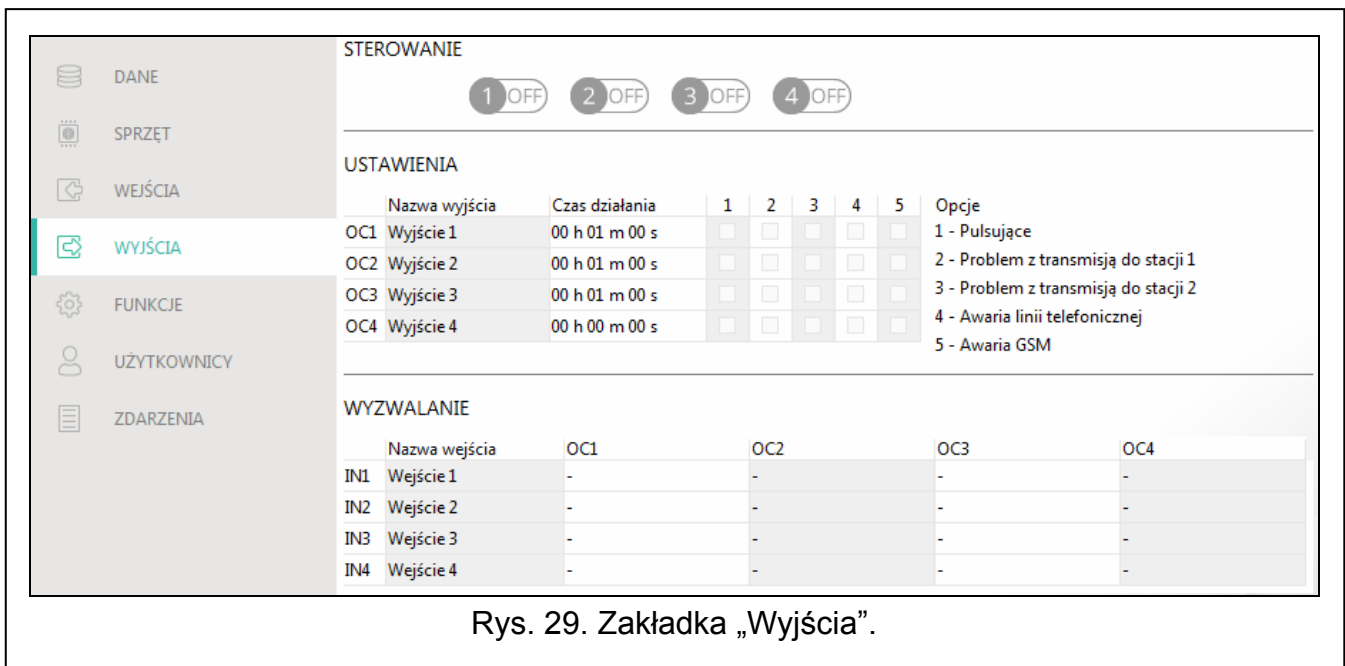 STEROWANIE
1 OFF 2 OFF 3 OFF 4 OFF
DANE
SPRZĘT
WEJŚCIA
WYJŚCIA
FUNKCJE
UŻYTKOWNICY
ZDARZENIA
USTAWIENIA
Nazwa wyjścia Czas działania 1 2 3 4 5 Opcje
OC1 Wyjście 1 00 h 01 m 00 s
OC2 Wyjście 2 00 h 01 m 00 s
OC3 Wyjście 3 00 h 01 m 00 s
OC4 Wyjście 4 00 h 00 m 00 s
1 - Pulsujące
2 - Problem z transmisją do stacji 1
3 - Problem z transmisją do stacji 2
4 - Awaria linii telefonicznej
5 - Awaria GSM
WYZWALANIE
Nazwa wejścia OC1 OC2 OC3 OC4
IN1 Wejście 1 - - - -
IN2 Wejście 2 - - - -
IN3 Wejście 3 - - - -
IN4 Wejście 4 - - - -
Rys. 29. Zakładka „Wyjścia”.